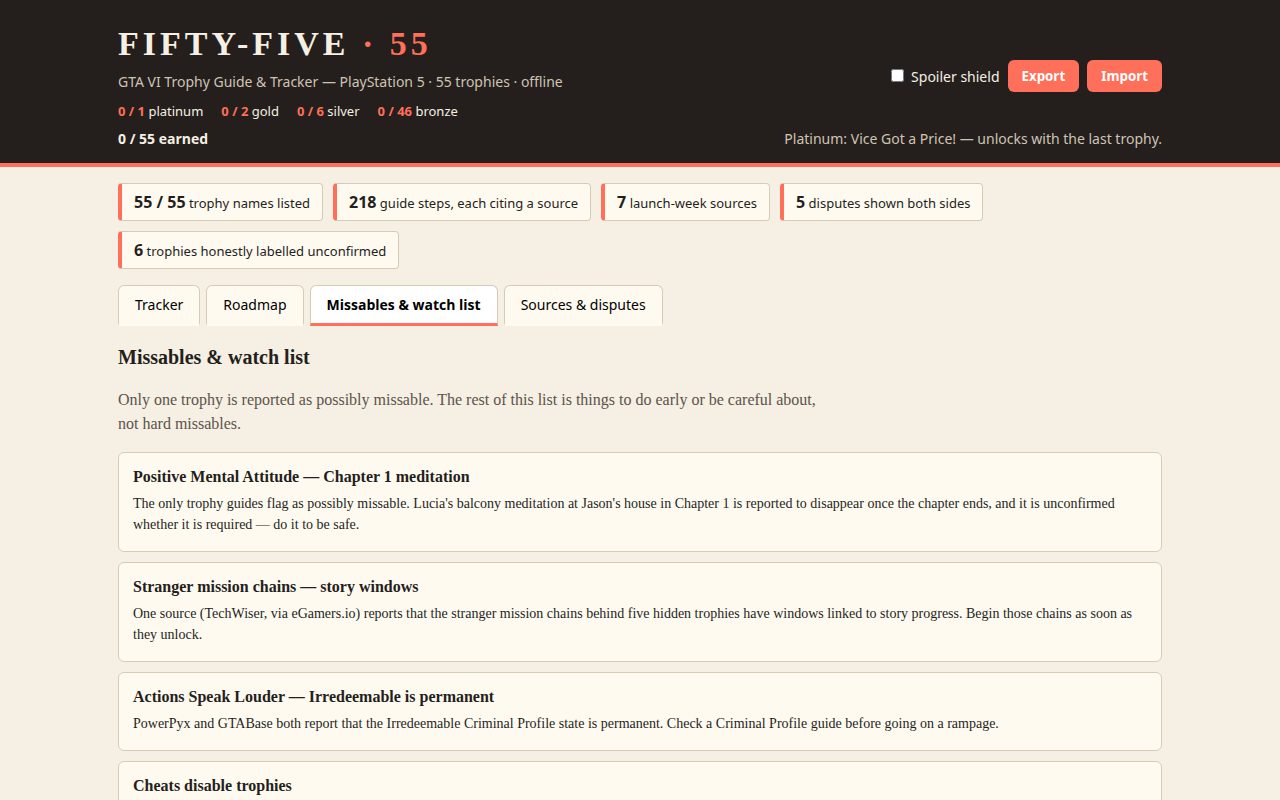 FIFTY-FIVE · 55
GTA VI Trophy Guide & Tracker — PlayStation 5 · 55 trophies · offline
Spoiler shield
Export
Import
0 / 1 platinum 0 / 2 gold 0 / 6 silver 0 / 46 bronze
0 / 55 earned
Platinum: Vice Got a Price! — unlocks with the last trophy.
55 / 55 trophy names listed
218 guide steps, each citing a source
7 launch-week sources
5 disputes shown both sides
6 trophies honestly labelled unconfirmed
Tracker
Roadmap
Missables & watch list
Sources & disputes
Missables & watch list
Only one trophy is reported as possibly missable. The rest of this list is things to do early or be careful about,
not hard missables.
Positive Mental Attitude — Chapter 1 meditation
The only trophy guides flag as possibly missable. Lucia's balcony meditation at Jason's house in Chapter 1 is reported to disappear once the chapter ends, and it is unconfirmed
whether it is required — do it to be safe.
Stranger mission chains — story windows
One source (TechWiser, via eGamers.io) reports that the stranger mission chains behind five hidden trophies have windows linked to story progress. Begin those chains as soon as
they unlock.
Actions Speak Louder — Irredeemable is permanent
PowerPyx and GTABase both report that the Irredeemable Criminal Profile state is permanent. Check a Criminal Profile guide before going on a rampage.
Cheats disable trophies